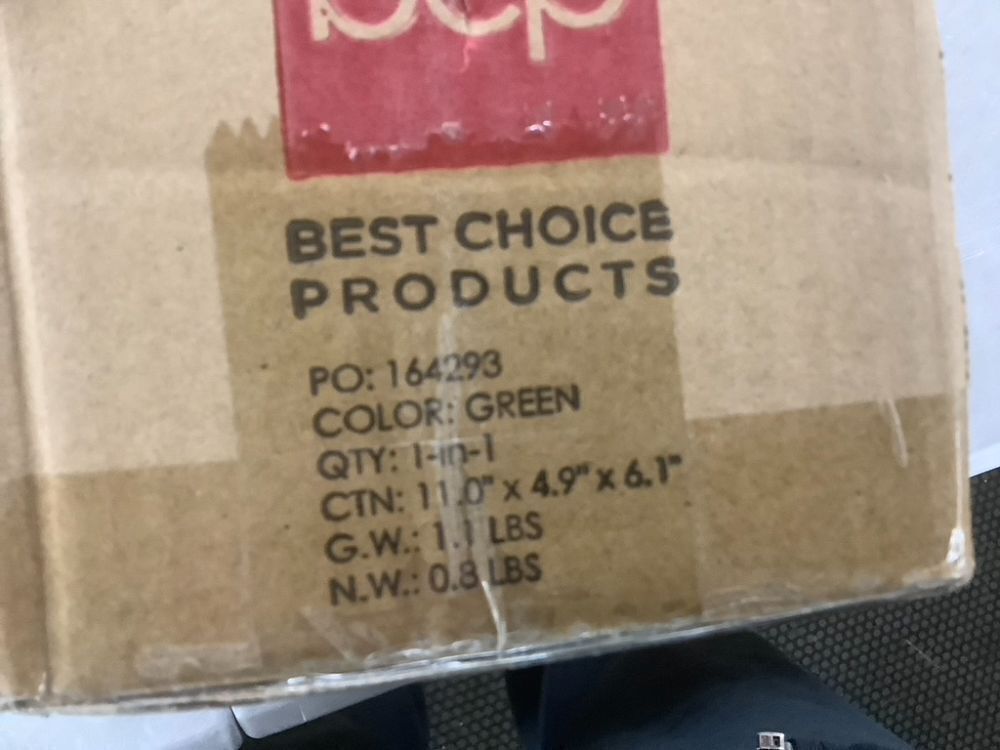 bcp
BEST CHOICE
PRODUCTS
PO: 164293
COLOR: GREEN
QTY: 1-in-1
CTN: 11.0" x 4.9" x 6.1"
G.W.: 1.1 LBS
N.W.: 0.8 LBS